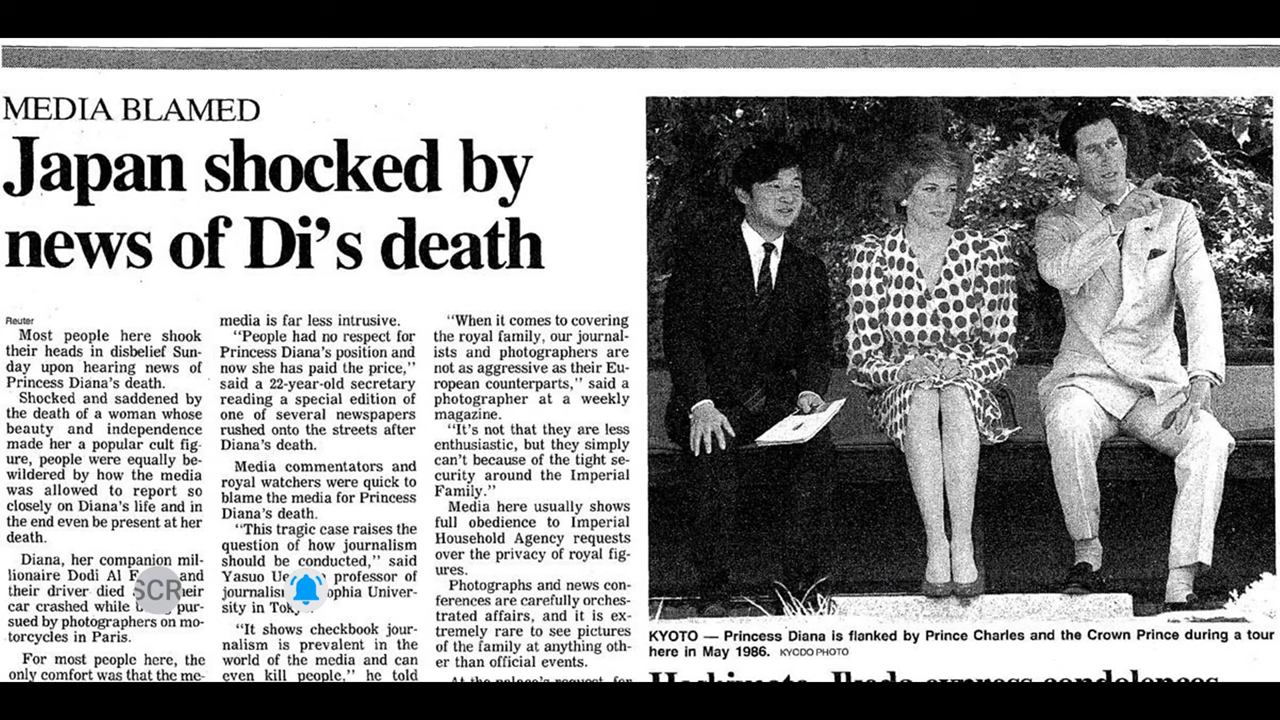 MEDIA BLAMED
Japan shocked by
news of Di's death
Reuter
Most people here shook
their heads in disbelief Sun-
day upon hearing news of
Princess Diana's death.
Shocked and saddened by
the death of a woman whose
beauty and independence
made her a popular cult fig-
ure, people were equally be-
wildered by how the media
was allowed to report so
closely on Diana's life and in
the end even be present at her
death.
Diana, her companion mil-
lionaire Dodi Al and
their driver died their
car crashed while pur-
sued by photographers on mo-
torcycles in Paris.
For most people here, the
only comfort was that the me-
media is far less intrusive.
"People had no respect for
Princess Diana's position and
now she has paid the price,"
said a 22-year-old secretary
reading a special edition of
one of several newspapers
rushed onto the streets after
Diana's death.
Media commentators and
royal watchers were quick to
blame the media for Princess
Diana's death.
"This tragic case raises the
question of how journalism
should be conducted," said
Yasuo professor of
Univer-
sity in
"It shows checkbook jour-
nalism is prevalent in the
world of the media and can
even kill people," he told
"When it comes to covering
the royal family, our journal-
ists and photographers are
not as aggressive as their Eu-
ropean counterparts," said a
photographer at a weekly
magazine.
"It's not that they are less
enthusiastic, but they simply
can't because of the tight se-
curity around the Imperial
Family."
Media here usually shows
full obedience to Imperial
Household Agency requests
over the privacy of royal fig-
ures.
Photographs and news con-
ferences are carefully orches-
trated affairs, and it is ex-
tremely rare to see pictures
of the family at anything oth-
er than official events.
At the palace's request, for
KYOTO — Princess Diana is flanked by Prince Charles and the Crown Prince during a tour
here in May 1986. KYODO PHOTO
Hashimoto, Ikeda express condolences
SCR